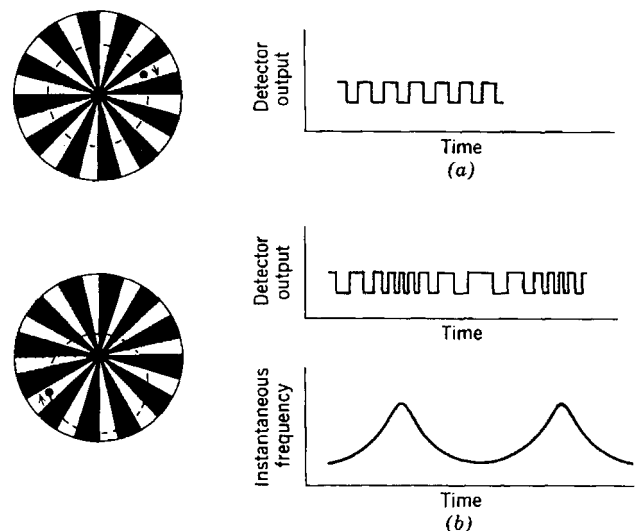 Detector
output
Time
(a)
Detector
output
Time
Instantaneous
frequency
Time
(b)